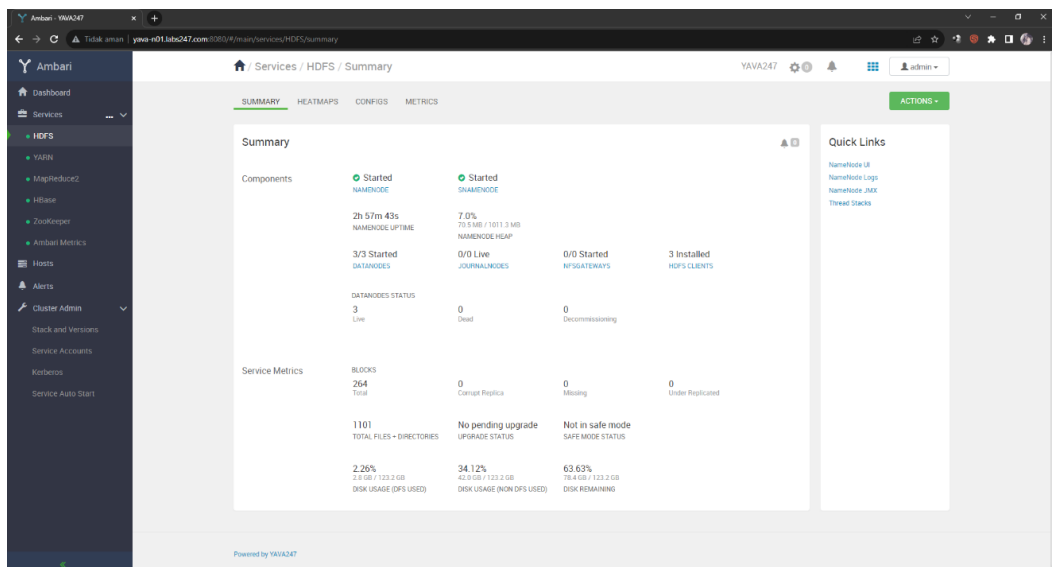 Ambari - YAVA247
Tidak aman | yava-n01.labs247.com:8080/#/main/services/HDFS/summary
Ambari
/ Services / HDFS / Summary
YAVA247
0
admin
Dashboard
Services
...
HDFS
YARN
MapReduce2
HBase
ZooKeeper
Ambari Metrics
Hosts
Alerts
Cluster Admin
Stack and Versions
Service Accounts
Kerberos
Service Auto Start
SUMMARY HEATMAPS CONFIGS METRICS
ACTIONS
Summary
0
Components
Started Started
NAMENODE SNAMENODE
2h 57m 43s 7.0%
70.5 MB / 1011.3 MB
NAMENODE UPTIME NAMENODE HEAP
3/3 Started 0/0 Live 0/0 Started 3 Installed
DATANODES JOURNALNODES NFSGATEWAYS HDFS CLIENTS
DATANODES STATUS
3 0 0
Live Dead Decommissioning
Service Metrics
BLOCKS
264 0 0 0
Total Corrupt Replica Missing Under Replicated
1101 No pending upgrade Not in safe mode
TOTAL FILES + DIRECTORIES UPGRADE STATUS SAFE MODE STATUS
2.26% 34.12% 63.63%
2.8 GB / 123.2 GB 42.0 GB / 123.2 GB 78.4 GB / 123.2 GB
DISK USAGE (DFS USED) DISK USAGE (NON DFS USED) DISK REMAINING
Quick Links
NameNode UI
NameNode Logs
NameNode JMX
Thread Stacks
Powered by YAVA247